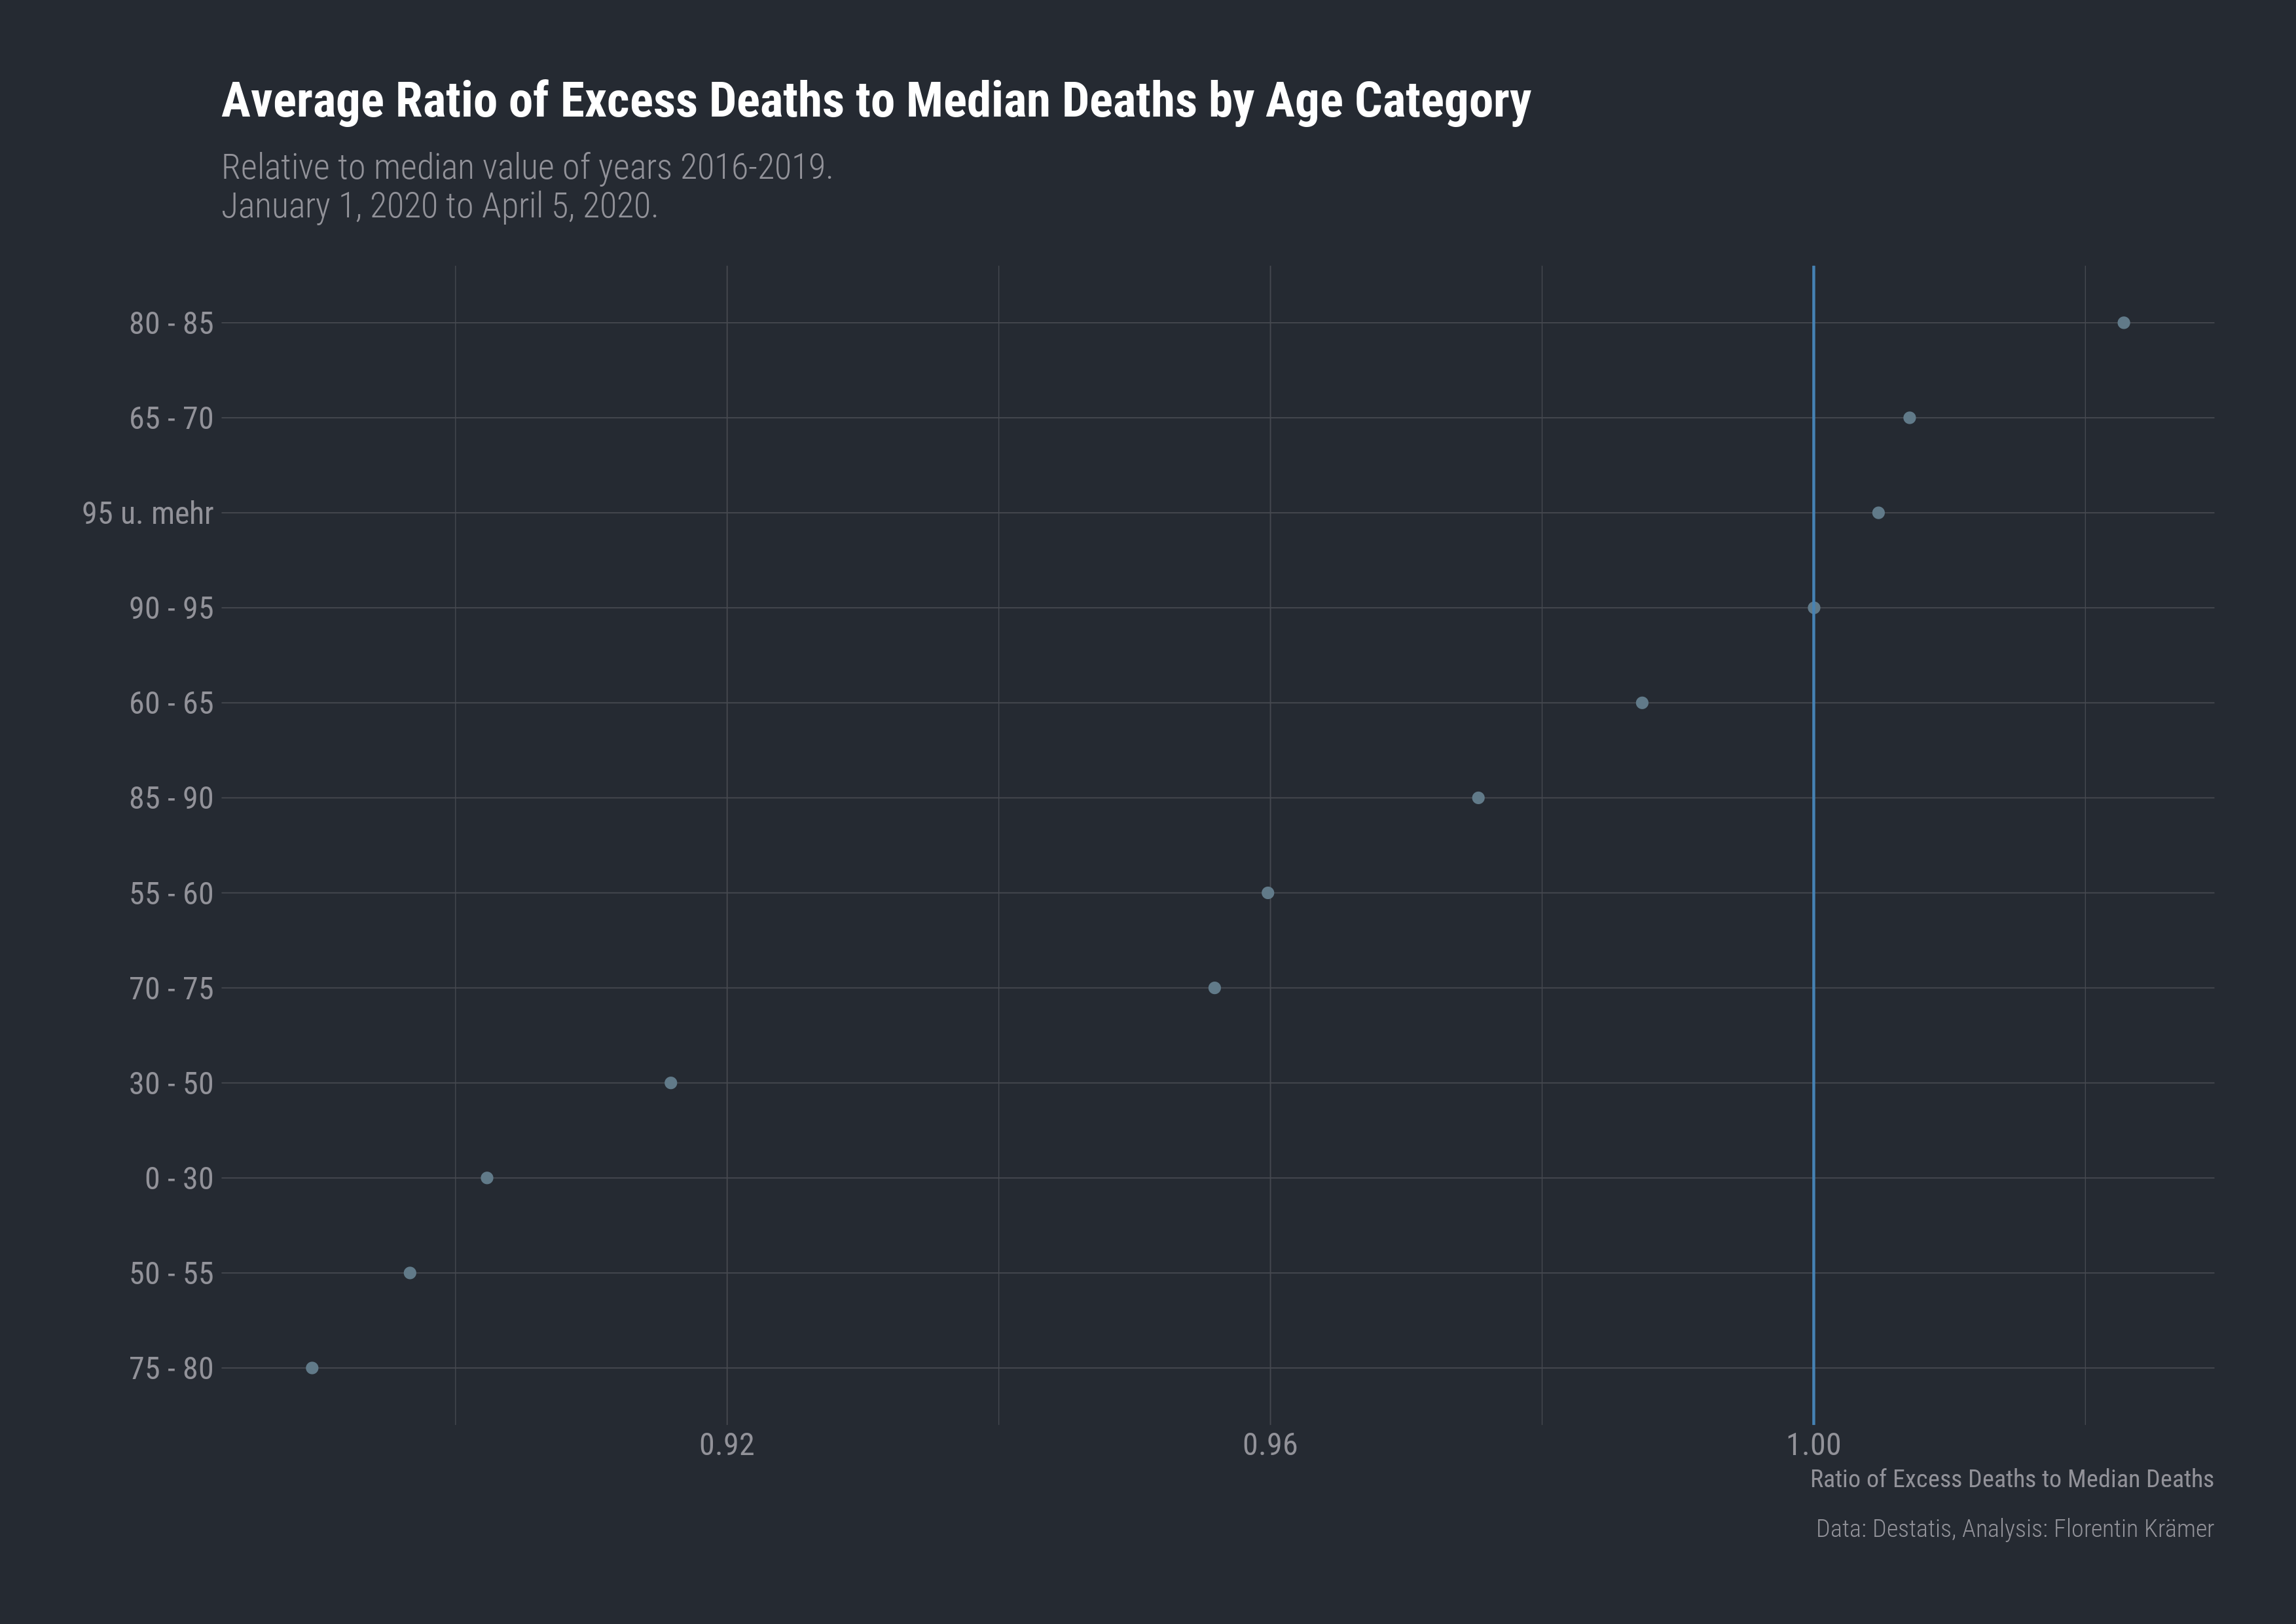 Average Ratio of Excess Deaths to Median Deaths by Age Category
Relative to median value of years 2016-2019.
January 1, 2020 to April 5, 2020.
80 - 85
65 - 70
95 u. mehr
90 - 95
60 - 65
85 - 90
55 - 60
70 - 75
30 - 50
0 - 30
50 - 55
75 - 80
0.92
0.96
1.00
Ratio of Excess Deaths to Median Deaths
Data: Destatis, Analysis: Florentin Krämer